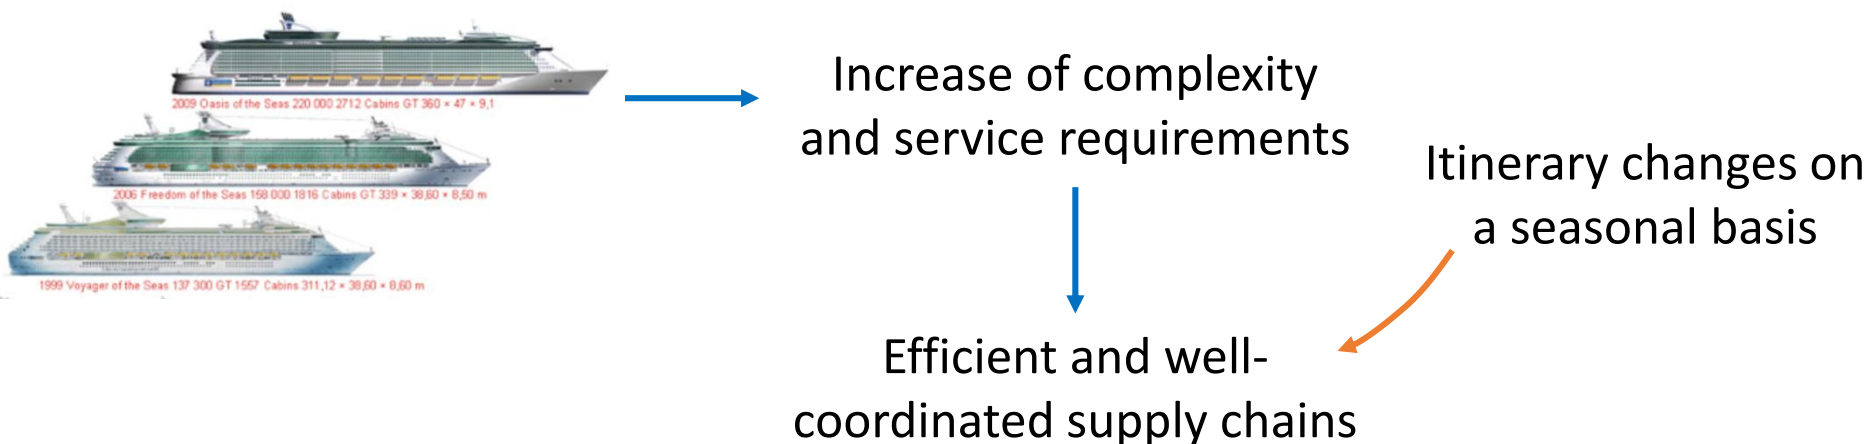 2009 Oasis of the Seas 220 000 2712 Cabins GT 360 × 47 × 9,1
2006 Freedom of the Seas 158 000 1816 Cabins GT 339 × 38,60 × 8,50 m
1999 Voyager of the Seas 137 300 GT 1557 Cabins 311,12 × 38,60 × 8,60 m
Increase of complexity
and service requirements
Itinerary changes on
a seasonal basis
Efficient and well-
coordinated supply chains